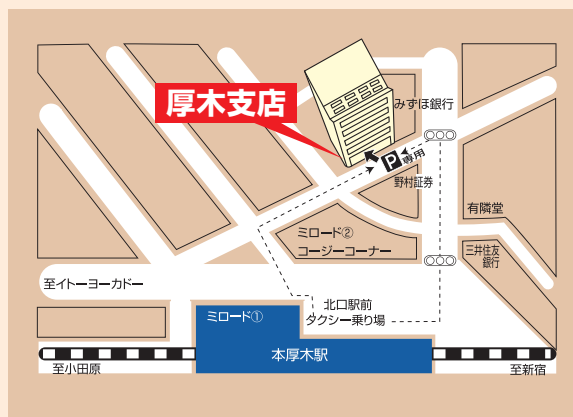 厚木支店
みずほ銀行
P
専用
野村証券
有隣堂
ミロード②
コージーコーナー
三井住友
銀行
至イトーヨーカドー
北口駅前
タクシー乗り場
ミロード①
本厚木駅
至小田原
至新宿